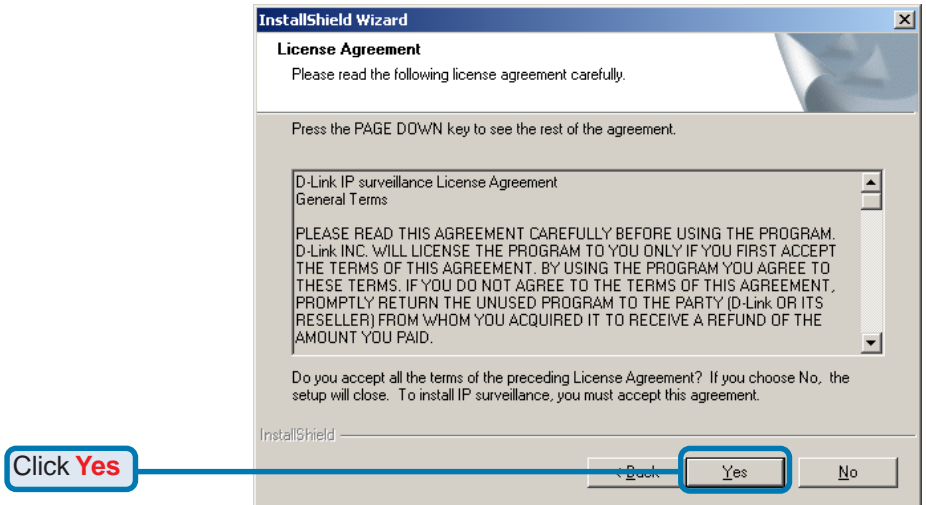 InstallShield Wizard
License Agreement
Please read the following license agreement carefully.
Press the PAGE DOWN key to see the rest of the agreement.
D-Link IP surveillance License Agreement
General Terms
PLEASE READ THIS AGREEMENT CAREFULLY BEFORE USING THE PROGRAM.
D-Link INC. WILL LICENSE THE PROGRAM TO YOU ONLY IF YOU FIRST ACCEPT
THE TERMS OF THIS AGREEMENT. BY USING THE PROGRAM YOU AGREE TO
THESE TERMS. IF YOU DO NOT AGREE TO THE TERMS OF THIS AGREEMENT,
PROMPTLY RETURN THE UNUSED PROGRAM TO THE PARTY (D-Link OR ITS
RESELLER) FROM WHOM YOU ACQUIRED IT TO RECEIVE A REFUND OF THE
AMOUNT YOU PAID.
Do you accept all the terms of the preceding License Agreement? If you choose No, the
setup will close. To install IP surveillance, you must accept this agreement.
InstallShield
Click Yes
< Back Yes No